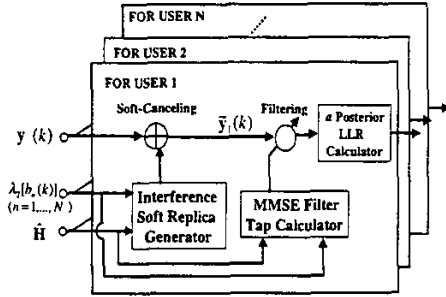 FOR USER N
FOR USER 2
FOR USER 1
Soft-Canceling
Filtering
y (k)
ỹ₁(k)
a Posterior
LLR
Calculator
λ₂[bₙ(k)]
(n=1,..., N)
Ĥ
Interference
Soft Replica
Generator
MMSE Filter
Tap Calculator